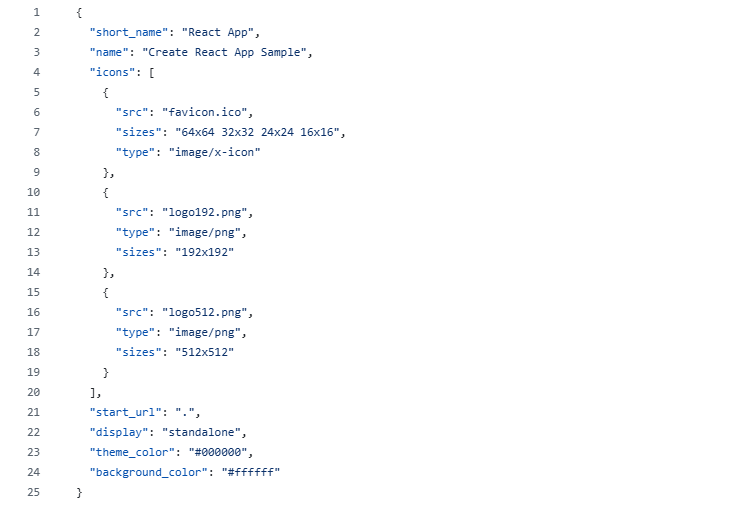 1 {
2   "short_name": "React App",
3   "name": "Create React App Sample",
4   "icons": [
5     {
6       "src": "favicon.ico",
7       "sizes": "64x64 32x32 24x24 16x16",
8       "type": "image/x-icon"
9     },
10     {
11       "src": "logo192.png",
12       "type": "image/png",
13       "sizes": "192x192"
14     },
15     {
16       "src": "logo512.png",
17       "type": "image/png",
18       "sizes": "512x512"
19     }
20   ],
21   "start_url": ".",
22   "display": "standalone",
23   "theme_color": "#000000",
24   "background_color": "#ffffff"
25 }